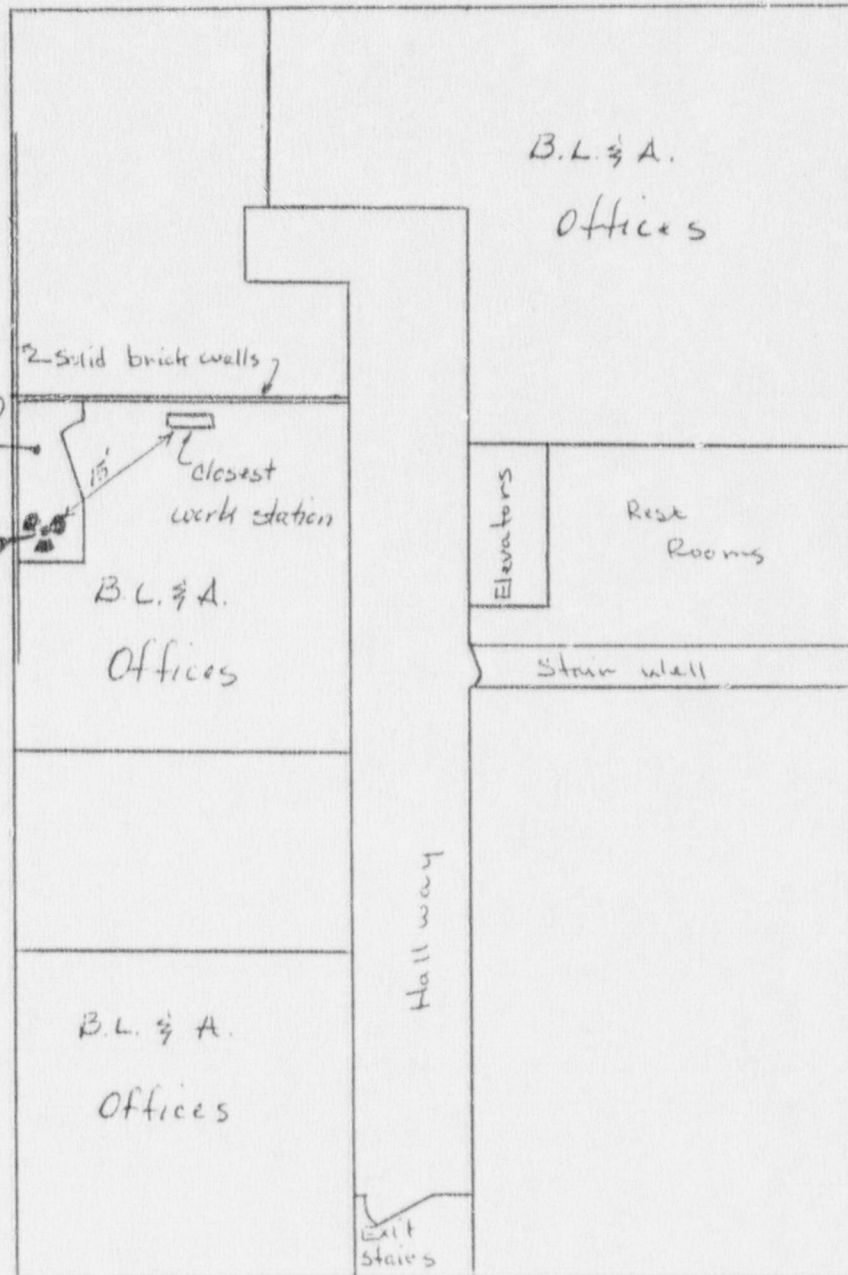 B.L. & A.
Offices
2 solid brick walls
15'
closest
work station
Elevators
Rest
Rooms
B.L. & A.
Offices
Stair well
Hall way
B.L. & A.
Offices
Exit
Stairs